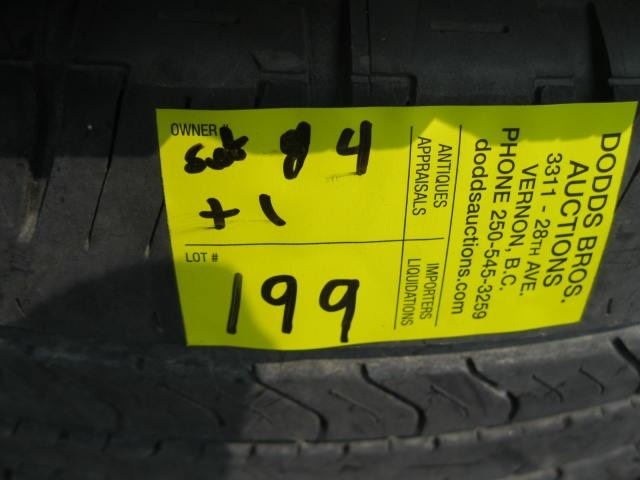 OWNER #
set 84
+1
LOT #
199
ANTIQUES
APPRAISALS
IMPORTERS
LIQUIDATIONS
DODDS BROS.
AUCTIONS
3311 - 28TH AVE.
VERNON, B.C.
PHONE 250-545-3259
doddsauctions.com